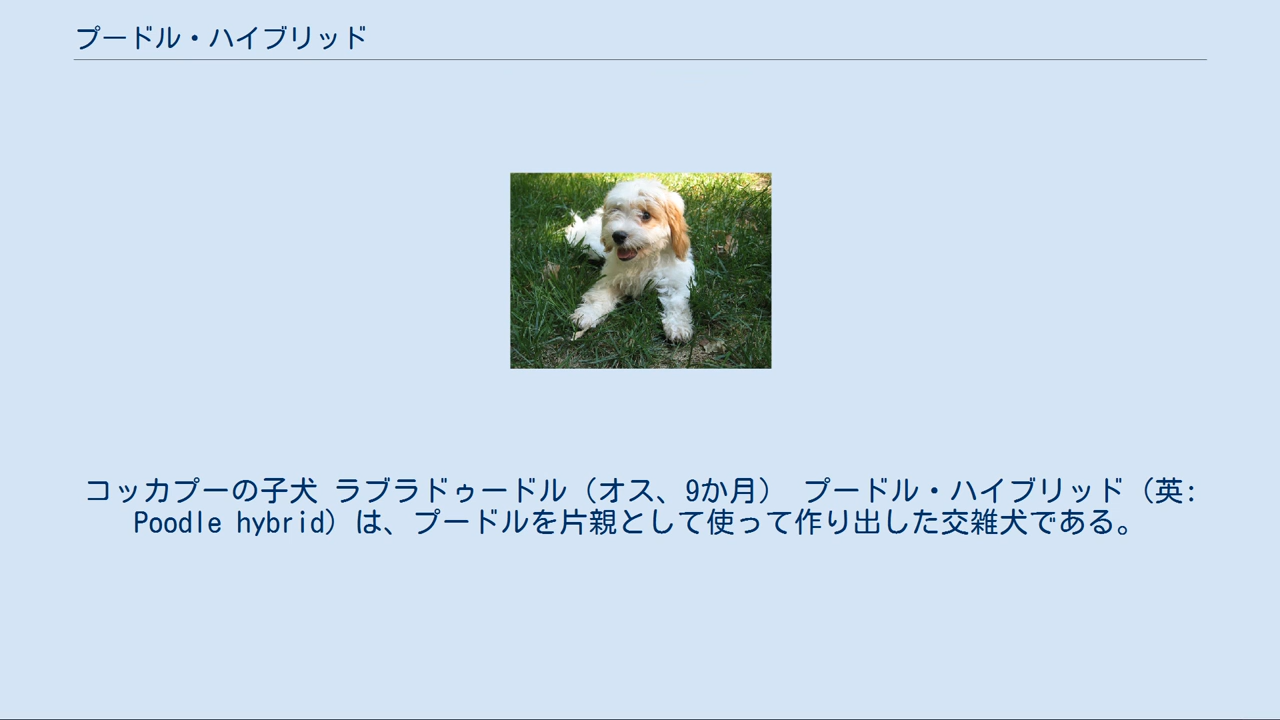 プードル・ハイブリッド
コッカプーの子犬 ラブラドゥードル（オス、9か月） プードル・ハイブリッド（英:
Poodle hybrid）は、プードルを片親として使って作り出した交雑犬である。